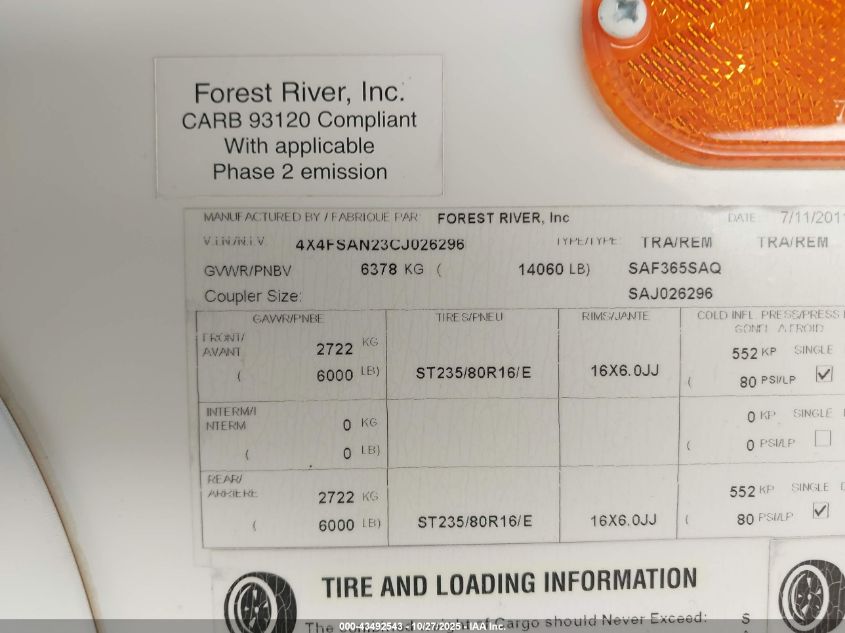 Forest River, Inc.
CARB 93120 Compliant
With applicable
Phase 2 emission
MANUFACTURED BY / FABRIQUE PAR FOREST RIVER, Inc DATE 7/11/2011
V.I.N/N.I.V. 4X4FSAN23CJ026296 TYPE/TYPE: TRA/REM TRA/REM
GVWR/PNBV 6378 KG ( 14060 LB) SAF365SAQ
Coupler Size: SAJ026296
GAWR/PNBE TIRES/PNEU RIMS/JANTE COLD INFL. PRESS/PRESS
GONFL A FROID
FRONT/
AVANT 2722 KG 552 KP SINGLE
( 6000 LB) ST235/80R16/E 16X6.0JJ ( 80 PSI/LP
INTERM/I
NTERM 0 KG 0 KP SINGLE
( 0 LB) ( 0 PSI/LP
REAR/
ARRIERE 2722 KG 552 KP SINGLE
( 6000 LB) ST235/80R16/E 16X6.0JJ ( 80 PSI/LP
TIRE AND LOADING INFORMATION
of Cargo should Never Exceed:
000 - 43492543 - 10/27/2025 - IAA Inc.